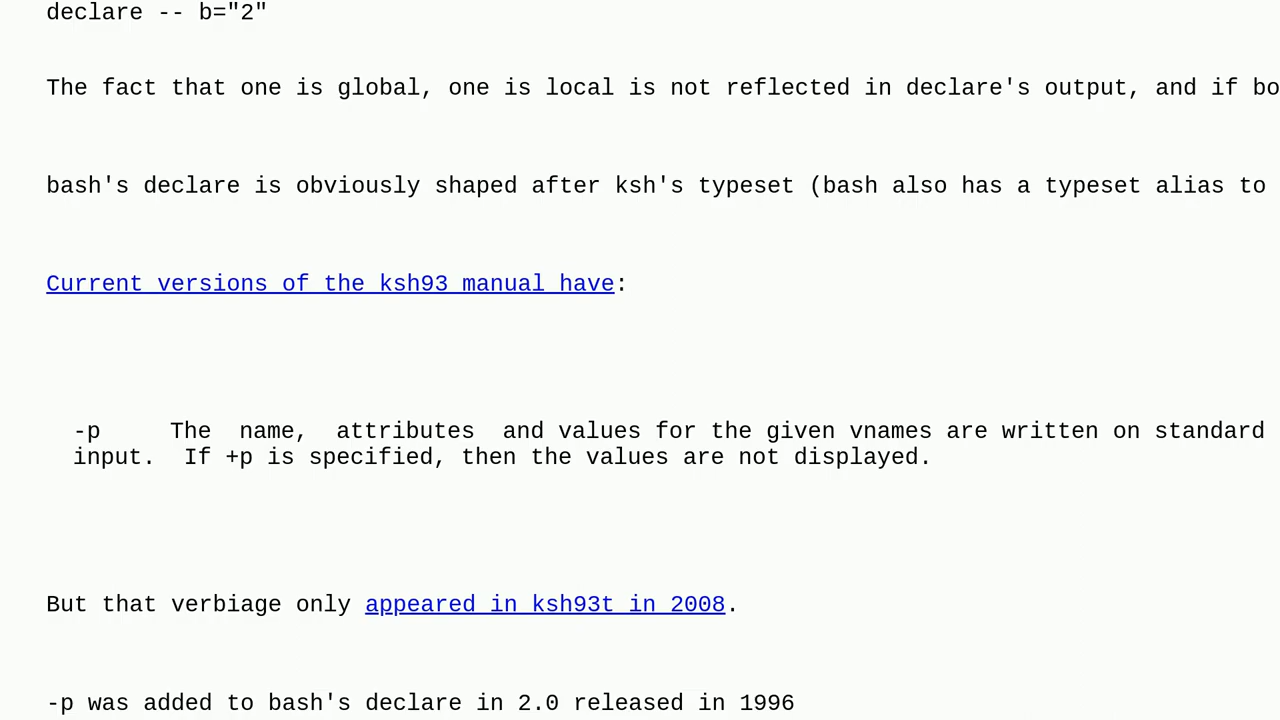 declare -- b="2"
The fact that one is global, one is local is not reflected in declare's output, and if bo
bash's declare is obviously shaped after ksh's typeset (bash also has a typeset alias to
Current versions of the ksh93 manual have:
-p     The  name,  attributes  and values for the given vnames are written on standard
input.  If +p is specified, then the values are not displayed.
But that verbiage only appeared in ksh93t in 2008.
-p was added to bash's declare in 2.0 released in 1996